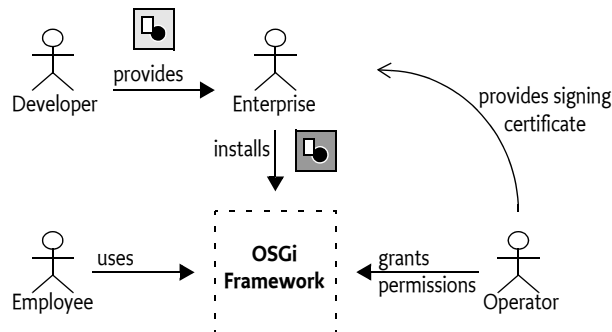 provides
Developer
Enterprise
provides signing
certificate
installs
OSGi
Framework
uses
grants
permissions
Employee
Operator